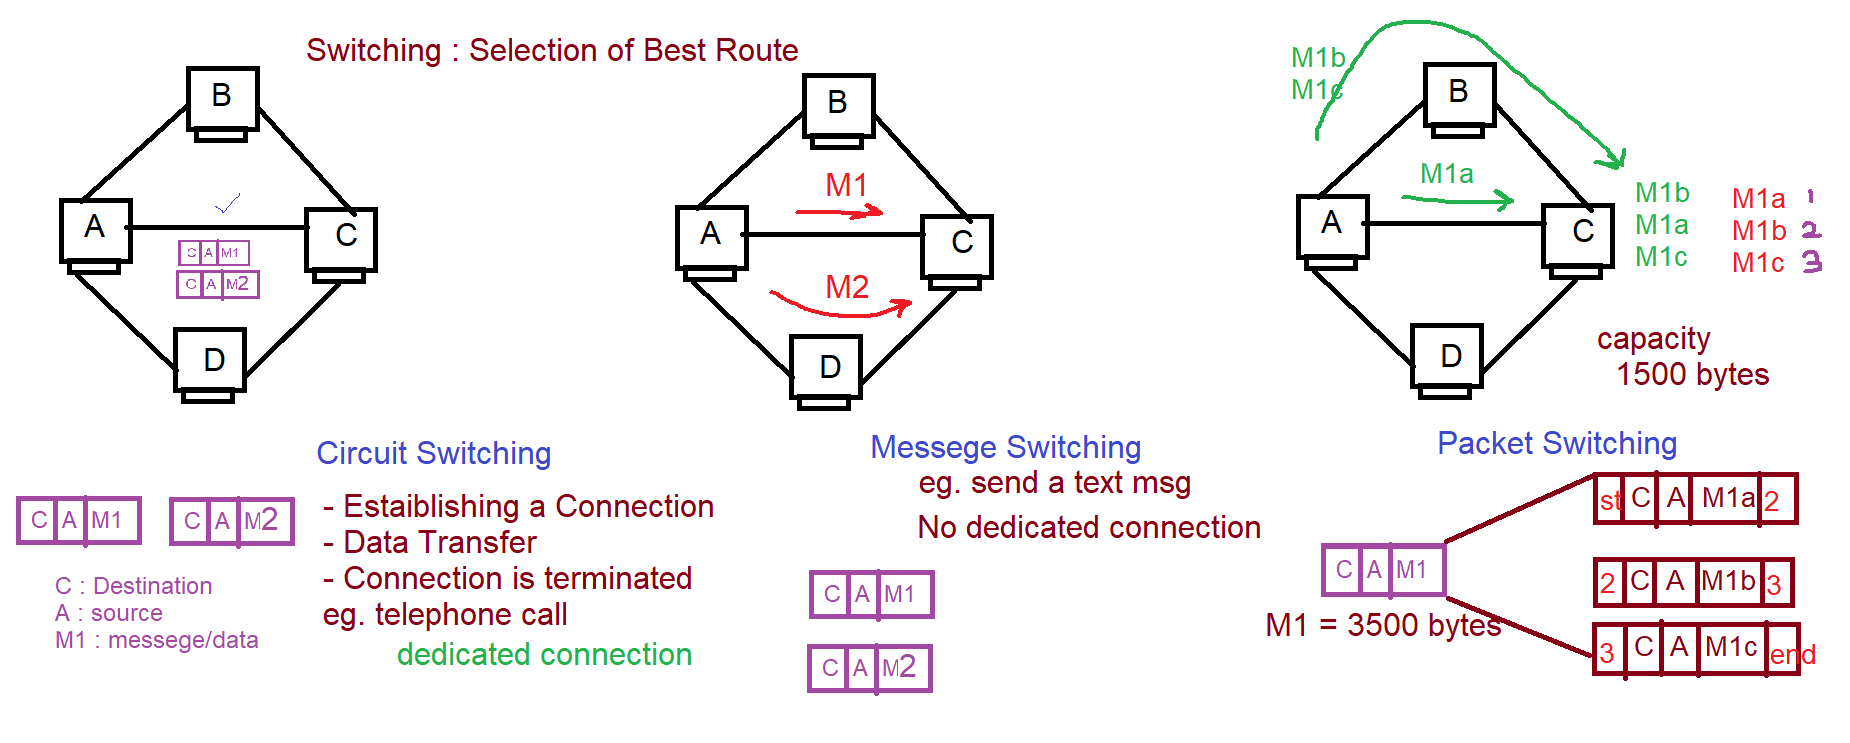 Switching : Selection of Best Route
B
A
C
C A M1
C A M2
D
B
M1
A
C
M2
D
M1b
M1c
B
M1a
A
C
M1b
M1a
M1c
M1a 1
M1b 2
M1c 3
D
capacity
1500 bytes
Circuit Switching
C A M1
C A M2
- Estaiblishing a Connection
- Data Transfer
- Connection is terminated
eg. telephone call
dedicated connection
C : Destination
A : source
M1 : messege/data
Messege Switching
eg. send a text msg
No dedicated connection
C A M1
C A M2
Packet Switching
C A M1
M1 = 3500 bytes
st C A M1a 2
2 C A M1b 3
3 C A M1c end